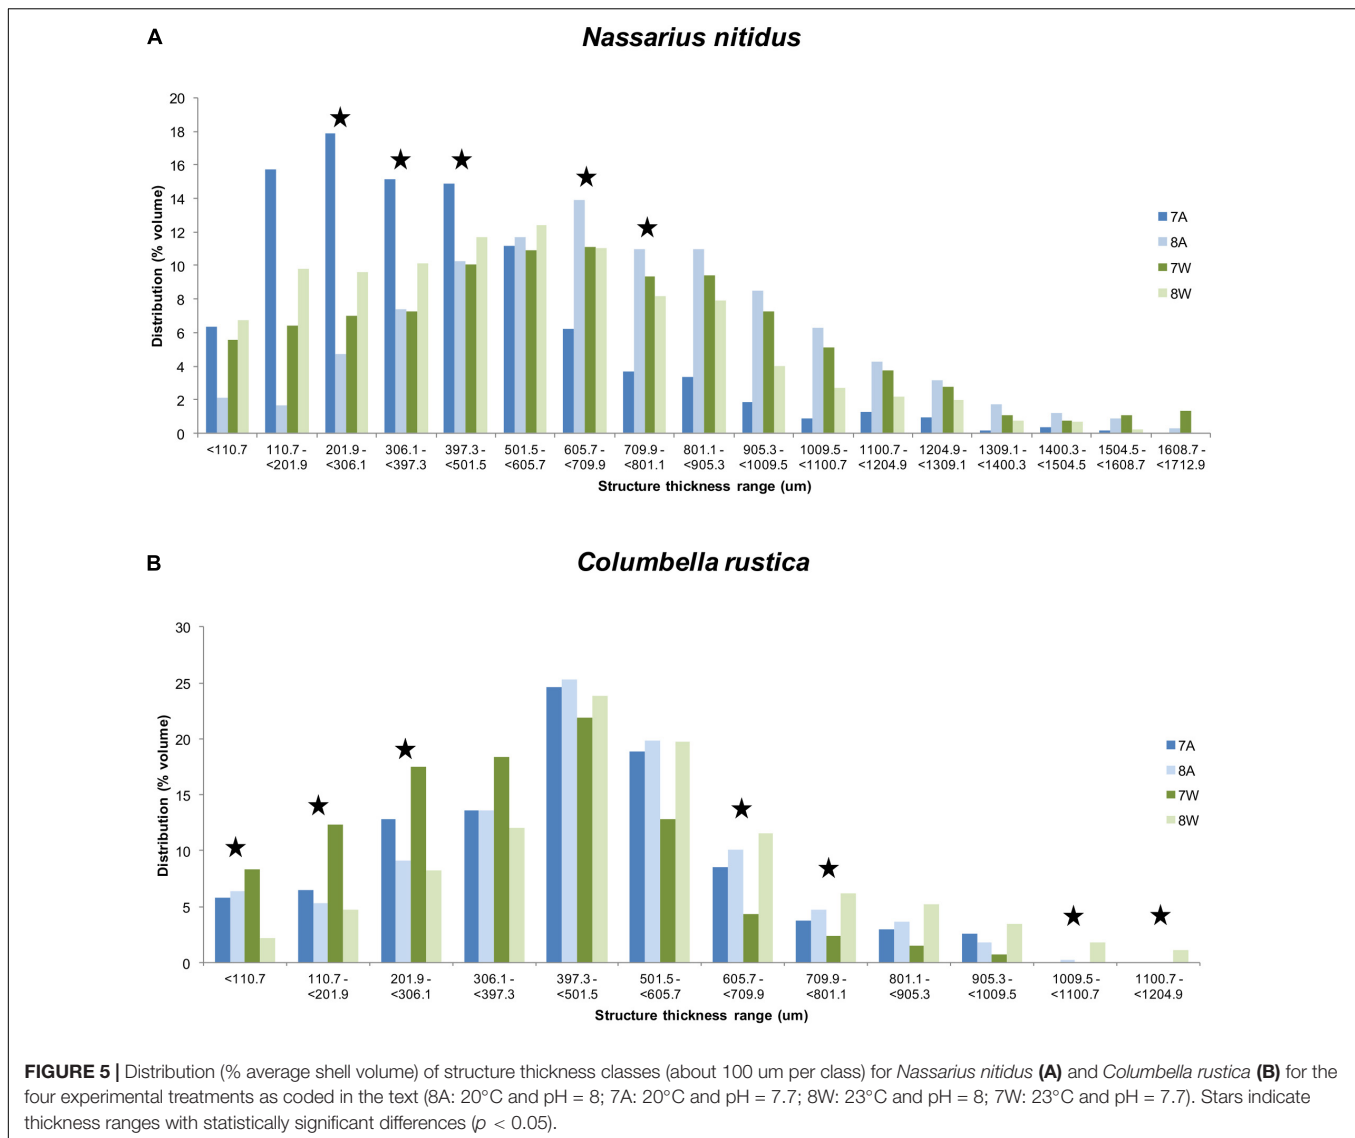 A
Nassarius nitidus
20
18
16
14
12
10
8
6
4
2
0
Distribution (% volume)
7A
8A
7W
8W
<110.7 110.7 - 201.9 - 306.1 - 397.3 - 501.5 - 605.7 - 709.9 - 801.1 - 905.3 - 1009.5 - 1100.7 - 1204.9 - 1309.1 - 1400.3 - 1504.5 - 1608.7 -
<201.9 <306.1 <397.3 <501.5 <605.7 <709.9 <801.1 <905.3 <1009.5 <1100.7 <1204.9 <1309.1 <1400.3 <1504.5 <1608.7 <1712.9
Structure thickness range (um)
B
Columbella rustica
30
25
20
15
10
5
0
Distribution (% volume)
7A
8A
7W
8W
<110.7 110.7 - 201.9 - 306.1 - 397.3 - 501.5 - 605.7 - 709.9 - 801.1 - 905.3 - 1009.5 - 1100.7 -
<201.9 <306.1 <397.3 <501.5 <605.7 <709.9 <801.1 <905.3 <1009.5 <1100.7 <1204.9
Structure thickness range (um)
FIGURE 5 | Distribution (% average shell volume) of structure thickness classes (about 100 um per class) for Nassarius nitidus (A) and Columbella rustica (B) for the
four experimental treatments as coded in the text (8A: 20°C and pH = 8; 7A: 20°C and pH = 7.7; 8W: 23°C and pH = 8; 7W: 23°C and pH = 7.7). Stars indicate
thickness ranges with statistically significant differences (p < 0.05).